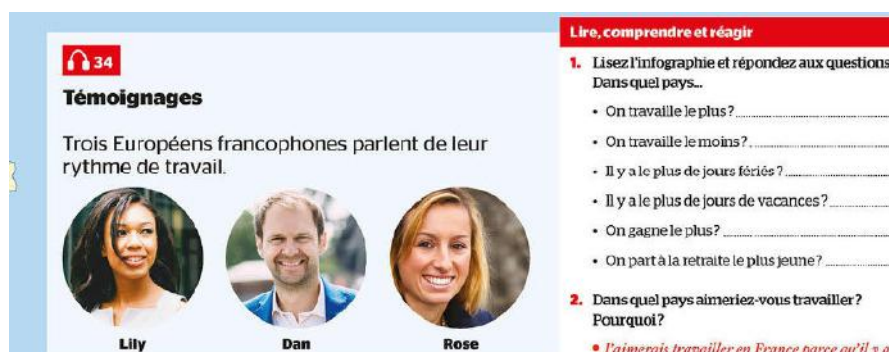 34
Témoignages
Trois Européens francophones parlent de leur
rythme de travail.
Lily
Dan
Rose
Lire, comprendre et réagir
1. Lisez l'infographie et répondez aux questions
Dans quel pays...
• On travaille le plus?
• On travaille le moins?
• Il y a le plus de jours fériés?
• Il y a le plus de jours de vacances?
• On gagne le plus?
• On part à la retraite le plus jeune?
2. Dans quel pays aimeriez-vous travailler?
Pourquoi?
• J'aimerais travailler en France parce qu'il y a